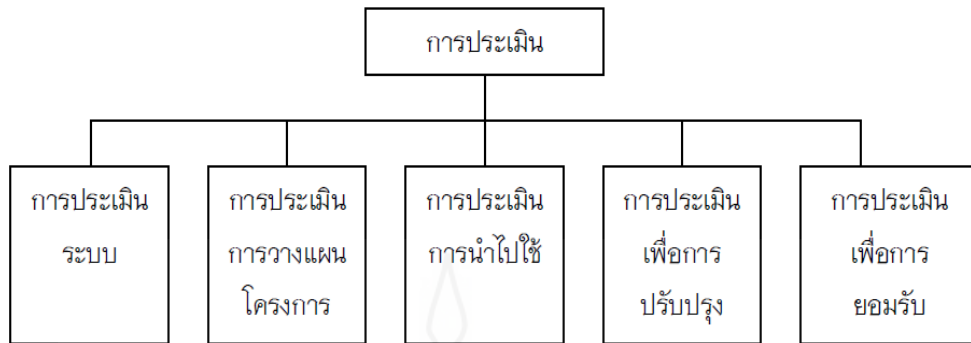 การประเมิน
การประเมิน
ระบบ
การประเมิน
การวางแผน
โครงการ
การประเมิน
การนำไปใช้
การประเมิน
เพื่อการ
ปรับปรุง
การประเมิน
เพื่อการ
ยอมรับ